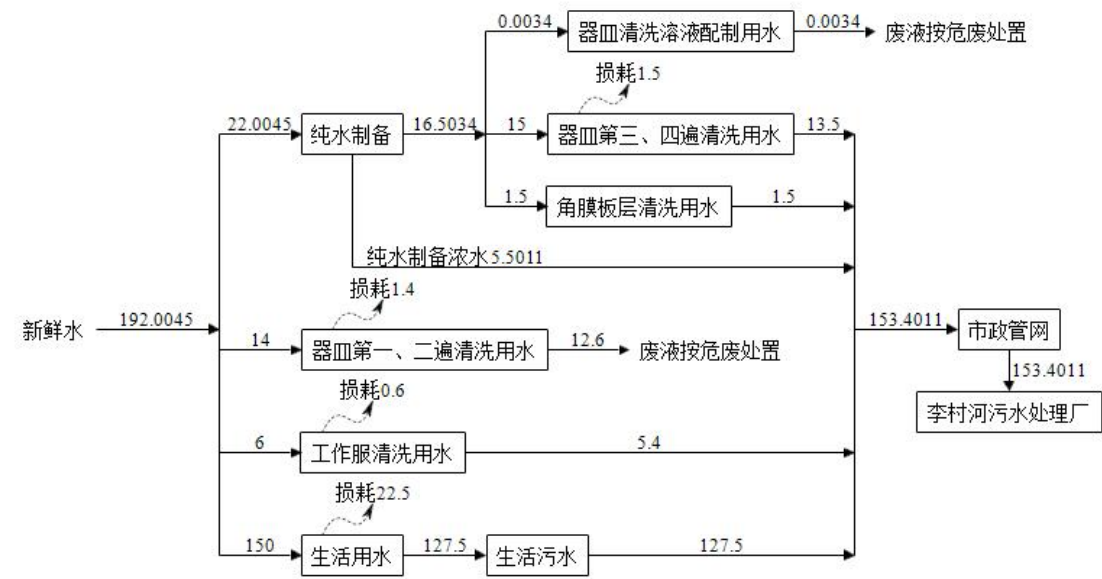 0.0034
器皿清洗溶液配制用水
0.0034
废液按危废处置
损耗1.5
22.0045
纯水制备
16.5034
15
器皿第三、四遍清洗用水
13.5
1.5
角膜板层清洗用水
1.5
纯水制备浓水5.5011
损耗1.4
新鲜水
192.0045
14
器皿第一、二遍清洗用水
12.6
废液按危废处置
153.4011
市政管网
153.4011
李村河污水处理厂
损耗0.6
6
工作服清洗用水
5.4
损耗22.5
150
生活用水
127.5
生活污水
127.5